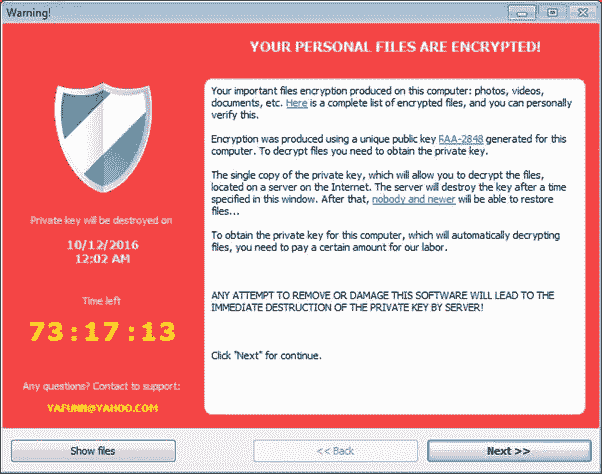 Warning!
YOUR PERSONAL FILES ARE ENCRYPTED!
Your important files encryption produced on this computer: photos, videos,
documents, etc. Here is a complete list of encrypted files, and you can personally
verify this.
Encryption was produced using a unique public key RAA-2848 generated for this
computer. To decrypt files you need to obtain the private key.
The single copy of the private key, which will allow you to decrypt the files,
located on a server on the Internet. The server will destroy the key after a time
specified in this window. After that, nobody and newer will be able to restore
files...
To obtain the private key for this computer, which will automatically decrypting
files, you need to pay a certain amount for our labor.
ANY ATTEMPT TO REMOVE OR DAMAGE THIS SOFTWARE WILL LEAD TO THE
IMMEDIATE DESTRUCTION OF THE PRIVATE KEY BY SERVER!
Click "Next" for continue.
Private key will be destroyed on
10/12/2016
12:02 AM
Time left
73:17:13
Any questions? Contact to support:
YAFUNN@YAHOO.COM
Show files
<< Back
Next >>